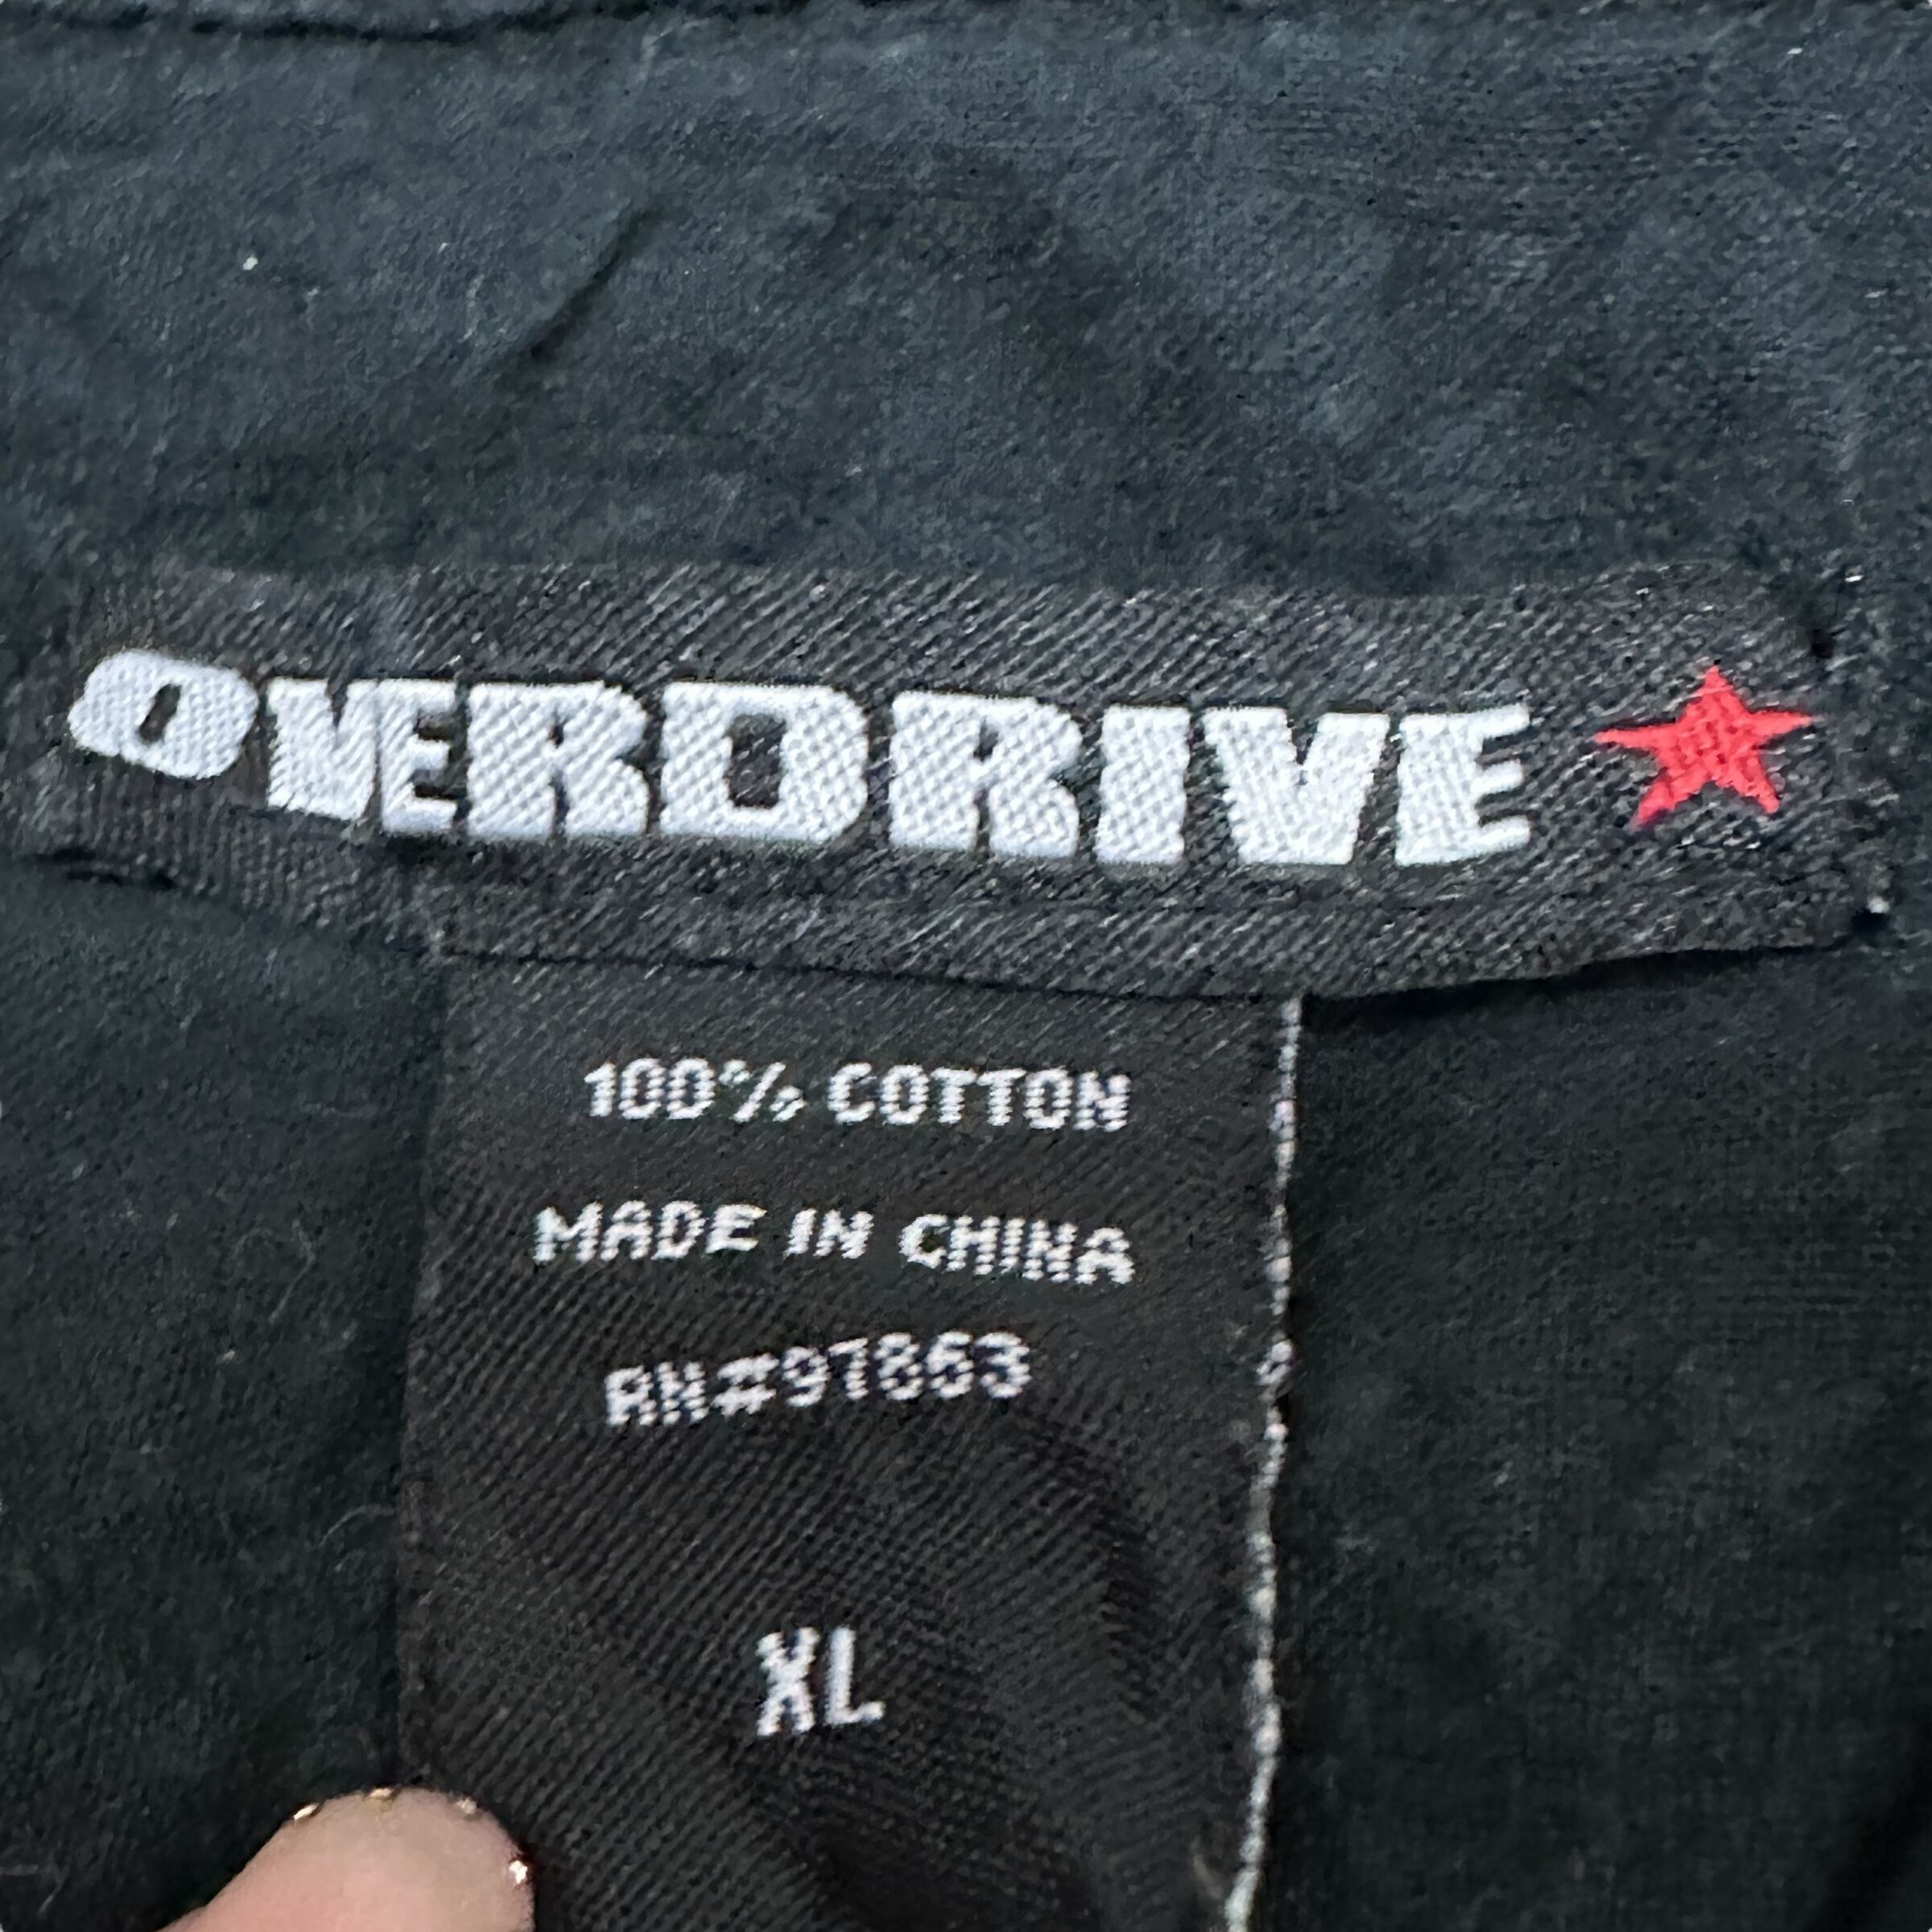 OVERDRIVE
100% COTTON
MADE IN CHINA
RN#97863
XL